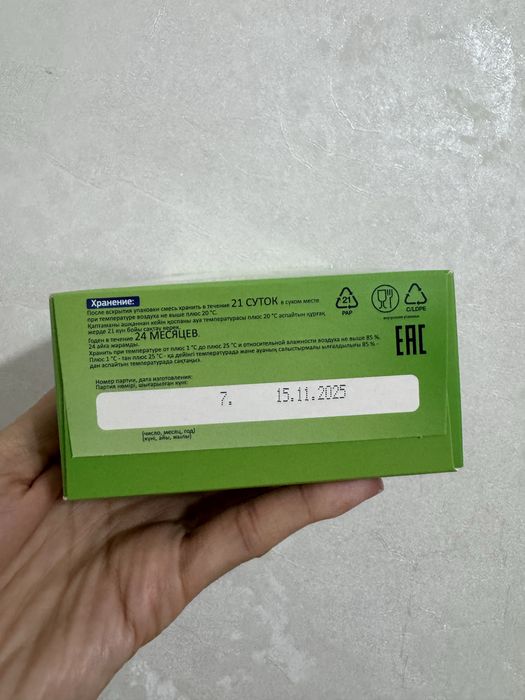 Хранение:
После вскрытия упаковки смесь хранить в течение 21 СУТОК в сухом месте
при температуре воздуха не выше плюс 20 °С.
Қаптаманы ашқаннан кейін қоспаны ауа температурасы плюс 20 °С аспайтын құрғақ
жерде 21 күн бойы сақтау керек.
Годен в течение 24 МЕСЯЦЕВ
24 айға жарамды.
Хранить при температуре от плюс 1 °С до плюс 25 °С и относительной влажности воздуха не выше 85 %.
Плюс 1 °С - тан плюс 25 °С - қа дейінгі температурада және ауаның салыстырмалы ылғалдылығы 85 % -
дан аспайтын температурада сақтаңыз.
21
PAP
C/LDPE
внутренняя упаковка
EAC
Номер партии, дата изготовления:
Партия нөмірі, шығарылған күні:
7. 15.11.2025
(число, месяц, год)
(күні, айы, жылы)